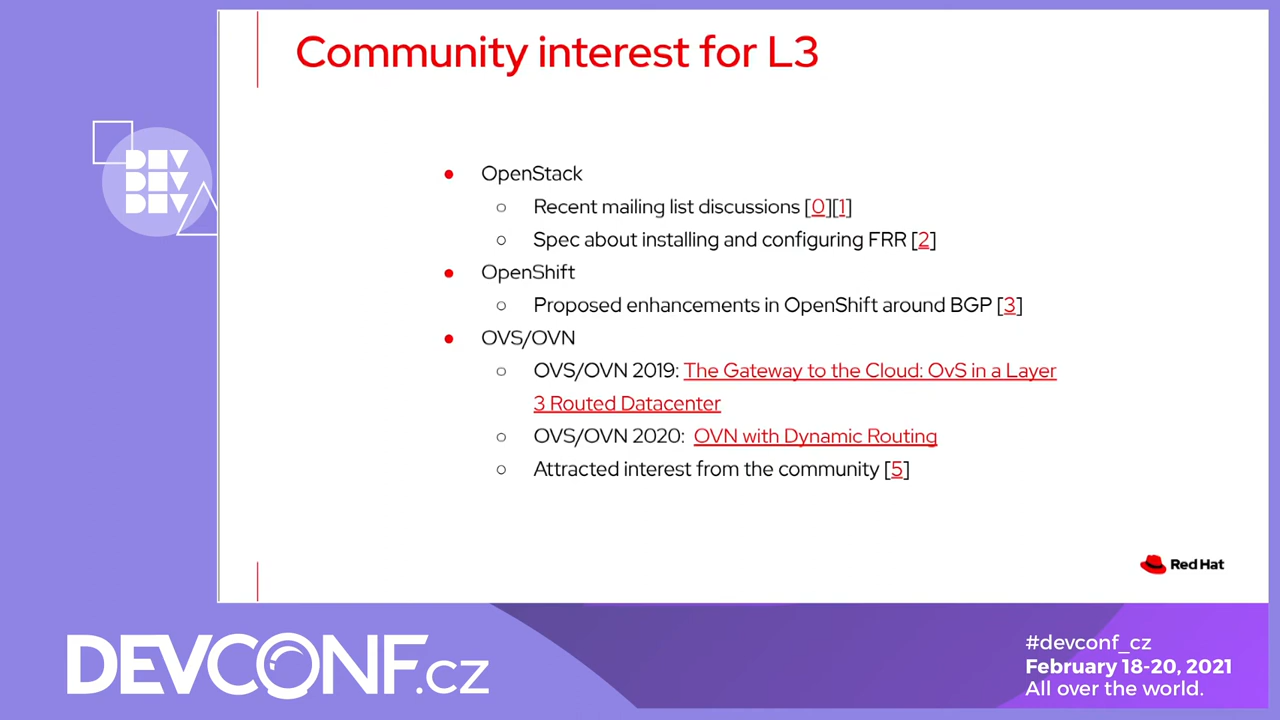 Community interest for L3
DEV
DEV
DEV
● OpenStack
○ Recent mailing list discussions [0][1]
○ Spec about installing and configuring FRR [2]
● OpenShift
○ Proposed enhancements in OpenShift around BGP [3]
● OVS/OVN
○ OVS/OVN 2019: The Gateway to the Cloud: OvS in a Layer
3 Routed Datacenter
○ OVS/OVN 2020: OVN with Dynamic Routing
○ Attracted interest from the community [5]
Red Hat
DEVCONF.cz
#devconf_cz
February 18-20, 2021
All over the world.